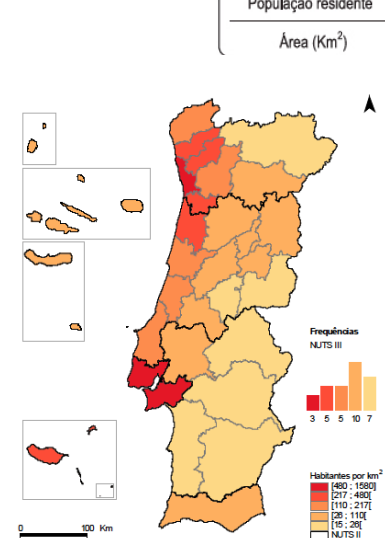 População residente
Área (Km²)
Frequências
NUTS III
3 5 5 10 7
Habitantes por km²
[480 ; 1580]
[217 ; 480[
[110 ; 217[
[26 ; 110[
[15 ; 26[
NUTS II
0 100 Km